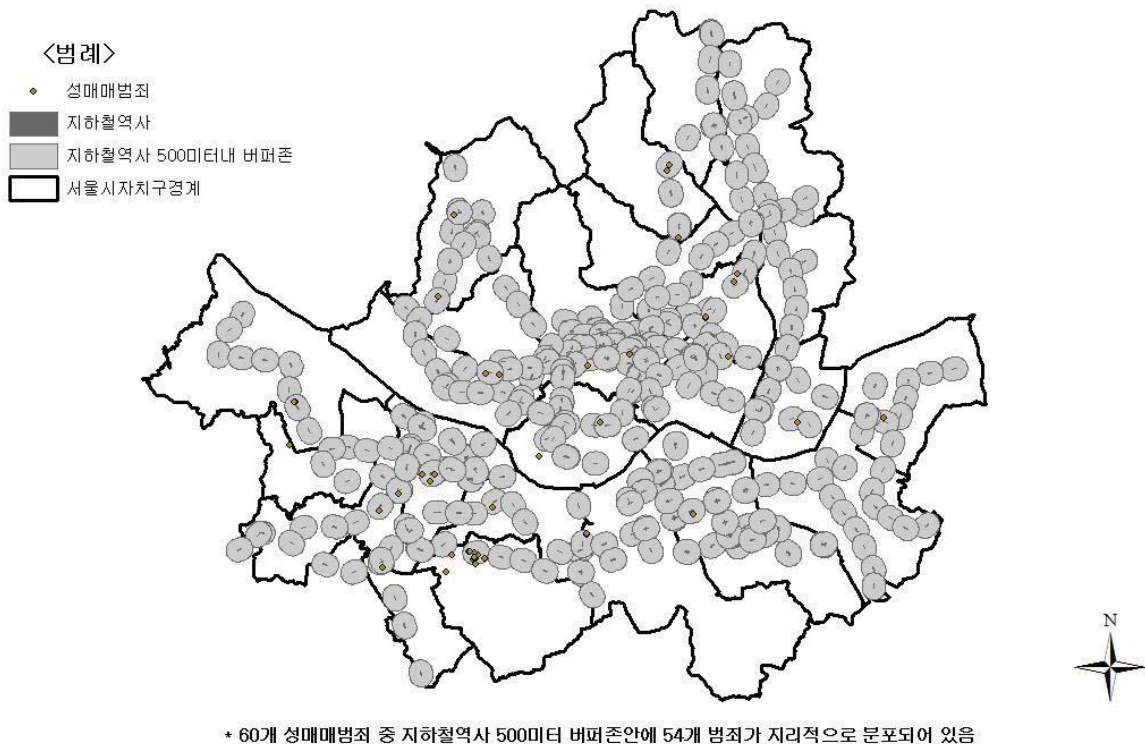 <범례>
성매매범죄
지하철역사
지하철역사 500미터내 버퍼존
서울시자치구경계
N
* 60개 성매매범죄 중 지하철역사 500미터 버퍼존안에 54개 범죄가 지리적으로 분포되어 있음